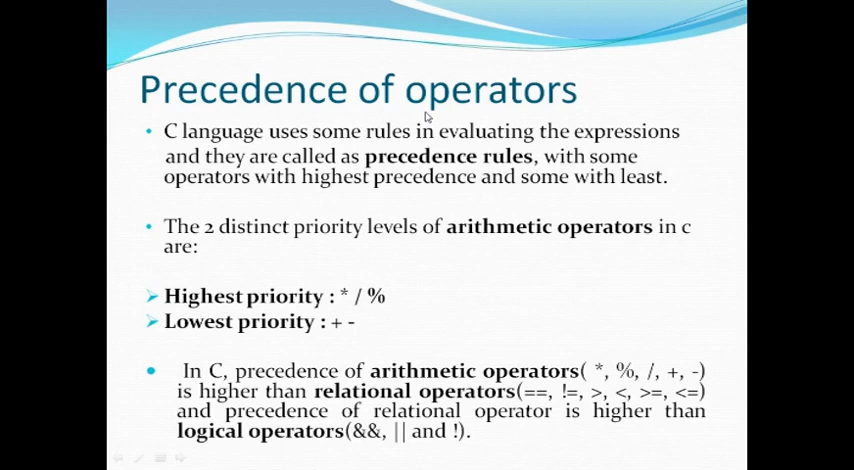 Precedence of operators
• C language uses some rules in evaluating the expressions
and they are called as precedence rules, with some
operators with highest precedence and some with least.
• The 2 distinct priority levels of arithmetic operators in c
are:
➢ Highest priority : * / %
➢ Lowest priority : + -
• In C, precedence of arithmetic operators( *, %, /, +, -)
is higher than relational operators(==, !=, >, <, >=, <=)
and precedence of relational operator is higher than
logical operators(&&, || and !).